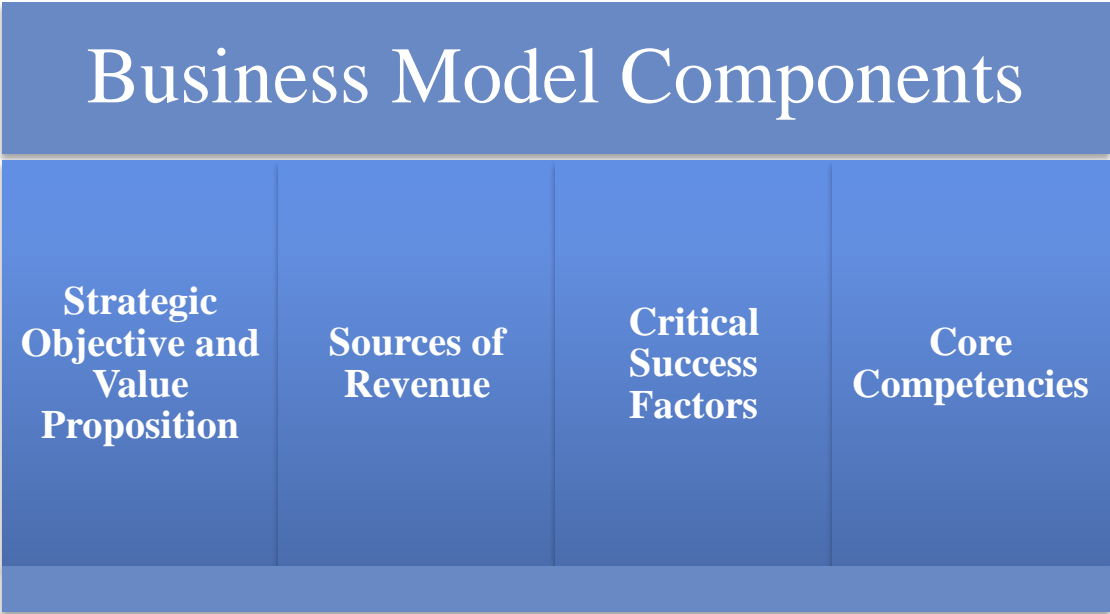 Business Model Components
Strategic
Objective and
Value
Proposition
Sources of
Revenue
Critical
Success
Factors
Core
Competencies